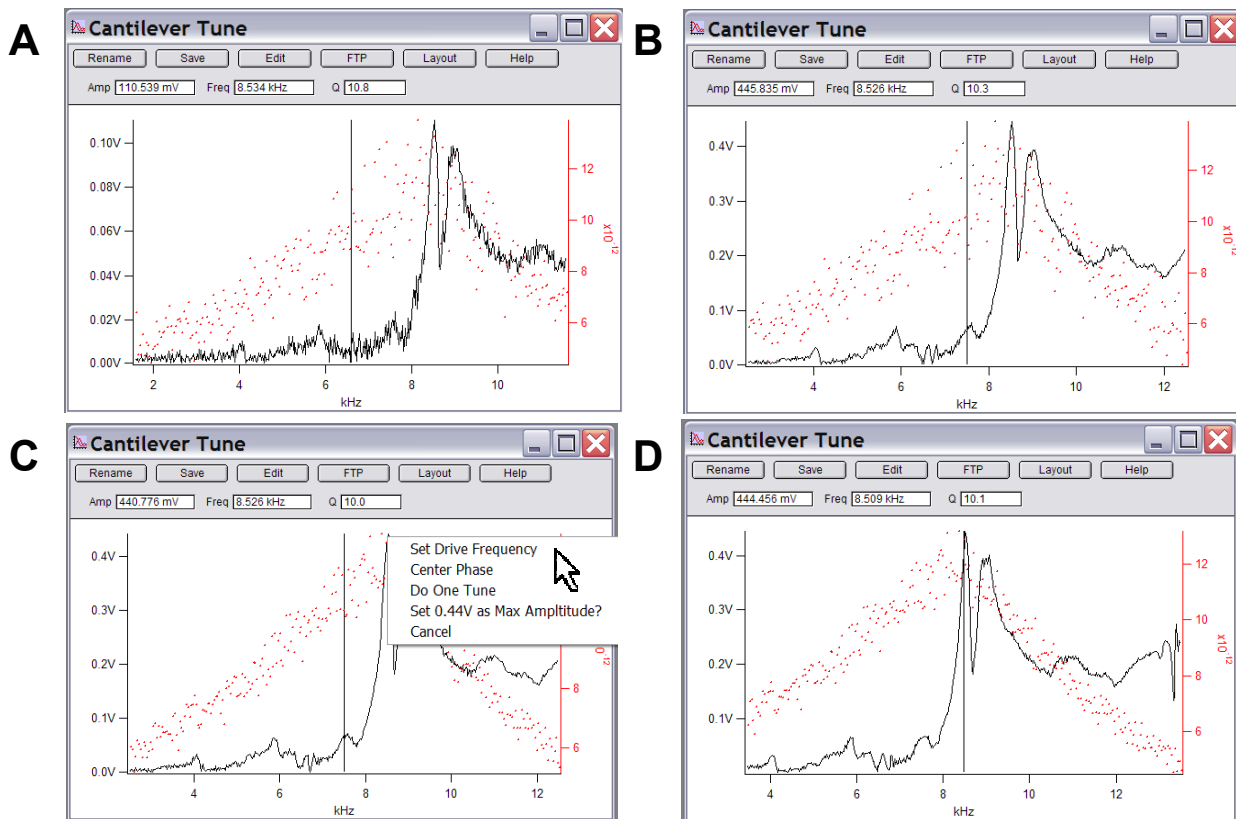 A
Cantilever Tune
Rename Save Edit FTP Layout Help
Amp 110.539 mV Freq 8.534 kHz Q 10.8
0.10V
0.08V
0.06V
0.04V
0.02V
0.00V
12
10
8
6
x10-12
2 4 6 8 10
kHz
B
Cantilever Tune
Rename Save Edit FTP Layout Help
Amp 445.835 mV Freq 8.526 kHz Q 10.3
0.4V
0.3V
0.2V
0.1V
0.0V
12
10
8
6
x10-12
4 6 8 10 12
kHz
C
Cantilever Tune
Rename Save Edit FTP Layout Help
Amp 440.776 mV Freq 8.526 kHz Q 10.0
0.4V
0.3V
0.2V
0.1V
0.0V
Set Drive Frequency
Center Phase
Do One Tune
Set 0.44V as Max Ampltitude?
Cancel
8
6
10-12
4 6 8 10 12
kHz
D
Cantilever Tune
Rename Save Edit FTP Layout Help
Amp 444.456 mV Freq 8.509 kHz Q 10.1
0.4V
0.3V
0.2V
0.1V
12
10
8
6
x10-12
4 6 8 10 12
kHz